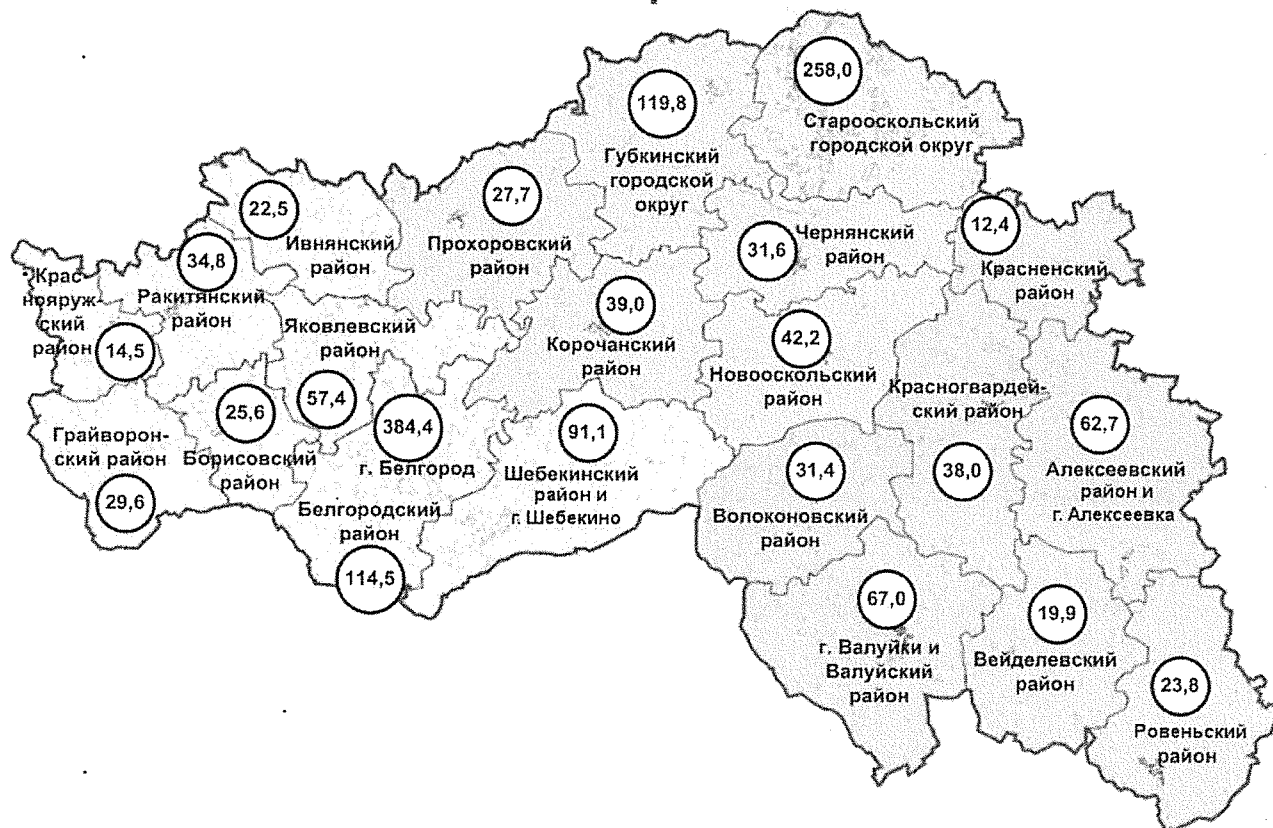 258,0
Старооскольский
городской округ
119,8
Губкинский
городской
округ
27,7
Прохоровский
район
22,5
Ивнянский
район
12,4
Красненский
район
31,6
Чернянский
район
34,8
Ракитянский
район
Крас-
нояруж-
ский
район
14,5
39,0
Корочанский
район
Яковлевский
район
57,4
42,2
Новооскольский
район
Красногвардей-
ский район
38,0
62,7
Алексеевский
район и
г. Алексеевка
25,6
Борисовский
район
384,4
г. Белгород
91,1
Шебекинский
район и
г. Шебекино
Грайворон-
ский район
29,6
31,4
Волоконовский
район
Белгородский
район
114,5
67,0
г. Валуйки и
Валуйский
район
19,9
Вейделевский
район
23,8
Ровеньский
район